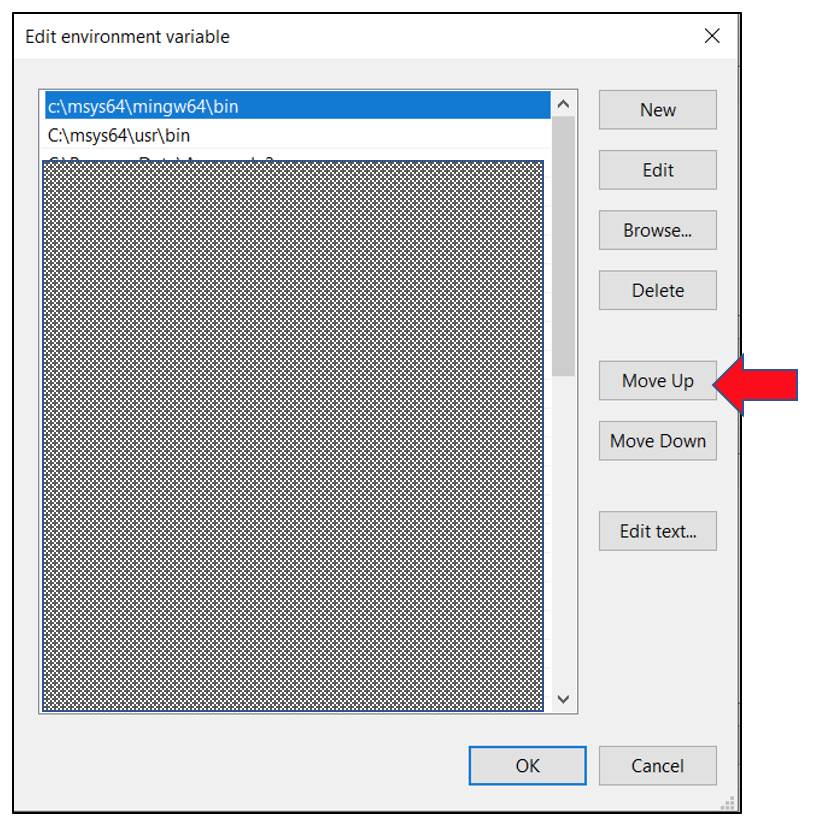 Edit environment variable
c:\msys64\mingw64\bin
C:\msys64\usr\bin
New
Edit
Browse...
Delete
Move Up
Move Down
Edit text...
OK
Cancel